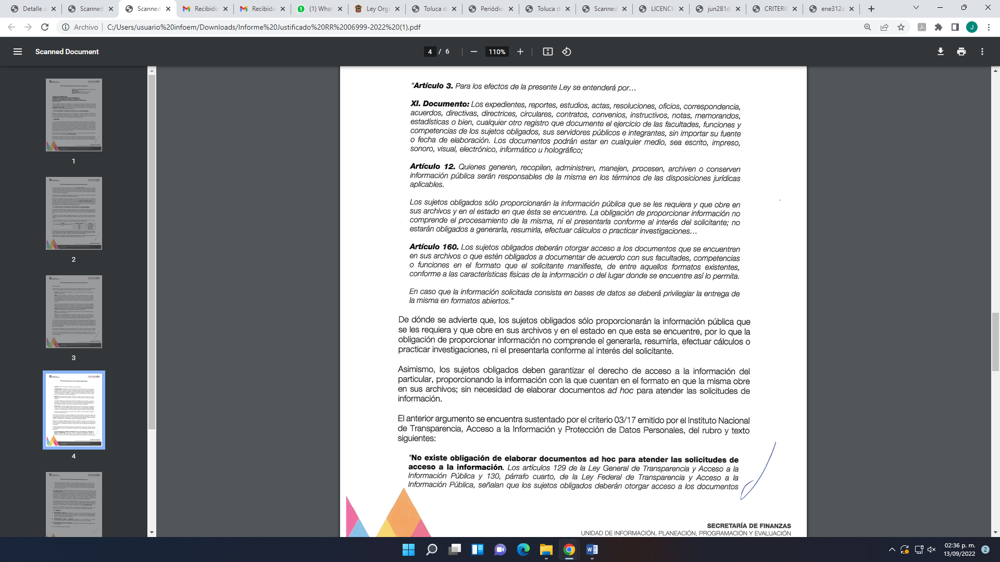 Detalle d
Scanned
Scanned
Recibido
Recibido
(1) What
Ley Orga
Toluca d
Periódic
Toluca d
Scanned
LICENCI
jun281d
CRITERI
ene312a
Archivo
C:/Users/usuario%20infoem/Downloads/Informe%20Justificado%20RR%2006999-2022%20(1).pdf
J
Scanned Document
4 / 6
110%
1
2
3
4
“Artículo 3. Para los efectos de la presente Ley se entenderá por…
XI. Documento: Los expedientes, reportes, estudios, actas, resoluciones, oficios, correspondencia,
acuerdos, directivas, directrices, circulares, contratos, convenios, instructivos, notas, memorandos,
estadísticas o bien, cualquier otro registro que documente el ejercicio de las facultades, funciones y
competencias de los sujetos obligados, sus servidores públicos e integrantes, sin importar su fuente
o fecha de elaboración. Los documentos podrán estar en cualquier medio, sea escrito, impreso,
sonoro, visual, electrónico, informático u holográfico;
Artículo 12. Quienes generen, recopilen, administren, manejen, procesen, archiven o conserven
información pública serán responsables de la misma en los términos de las disposiciones jurídicas
aplicables.
Los sujetos obligados sólo proporcionarán la información pública que se les requiera y que obre en
sus archivos y en el estado en que ésta se encuentre. La obligación de proporcionar información no
comprende el procesamiento de la misma, ni el presentarla conforme al interés del solicitante; no
estarán obligados a generarla, resumirla, efectuar cálculos o practicar investigaciones…
Artículo 160. Los sujetos obligados deberán otorgar acceso a los documentos que se encuentren
en sus archivos o que estén obligados a documentar de acuerdo con sus facultades, competencias
o funciones en el formato que el solicitante manifieste, de entre aquellos formatos existentes,
conforme a las características físicas de la información o del lugar donde se encuentre así lo permita.
En caso que la información solicitada consista en bases de datos se deberá privilegiar la entrega de
la misma en formatos abiertos.”
De dónde se advierte que, los sujetos obligados sólo proporcionarán la información pública que
se les requiera y que obre en sus archivos y en el estado en que esta se encuentre, por lo que la
obligación de proporcionar información no comprende el generarla, resumirla, efectuar cálculos o
practicar investigaciones, ni el presentarla conforme al interés del solicitante.
Asimismo, los sujetos obligados deben garantizar el derecho de acceso a la información del
particular, proporcionando la información con la que cuentan en el formato en que la misma obre
en sus archivos; sin necesidad de elaborar documentos ad hoc para atender las solicitudes de
información.
El anterior argumento se encuentra sustentado por el criterio 03/17 emitido por el Instituto Nacional
de Transparencia, Acceso a la Información y Protección de Datos Personales, del rubro y texto
siguientes:
"No existe obligación de elaborar documentos ad hoc para atender las solicitudes de
acceso a la información. Los artículos 129 de la Ley General de Transparencia y Acceso a la
Información Pública y 130, párrafo cuarto, de la Ley Federal de Transparencia y Acceso a la
Información Pública, señalan que los sujetos obligados deberán otorgar acceso a los documentos
SECRETARÍA DE FINANZAS
UNIDAD DE INFORMACIÓN, PLANEACIÓN, PROGRAMACIÓN Y EVALUACIÓN
02:36 p. m.
13/09/2022
2